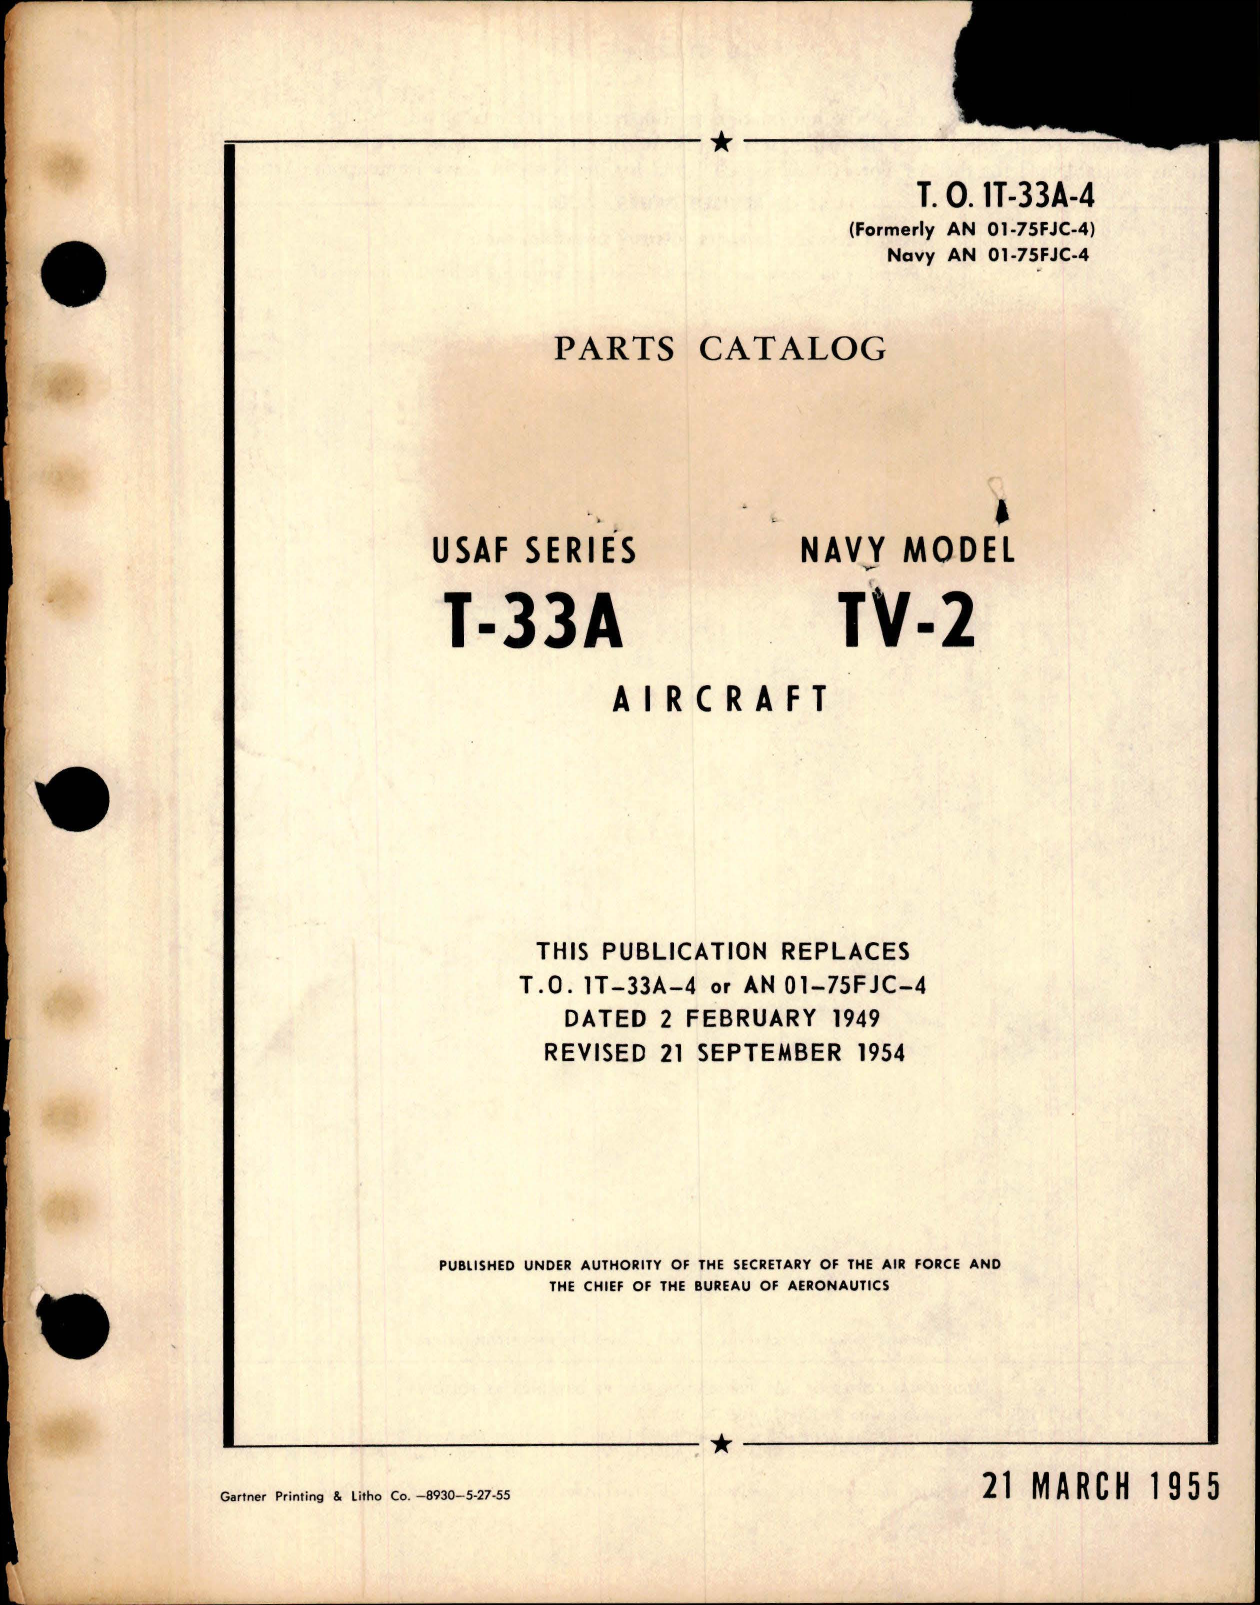 T. O. 1T-33A-4
(Formerly AN 01-75FJC-4)
Navy AN 01-75FJC-4
PARTS CATALOG
USAF SERIES NAVY MODEL
T-33A TV-2
AIRCRAFT
THIS PUBLICATION REPLACES
T.O. 1T-33A-4 or AN 01-75FJC-4
DATED 2 FEBRUARY 1949
REVISED 21 SEPTEMBER 1954
PUBLISHED UNDER AUTHORITY OF THE SECRETARY OF THE AIR FORCE AND
THE CHIEF OF THE BUREAU OF AERONAUTICS
Gartner Printing & Litho Co. —8930—5-27-55
21 MARCH 1955